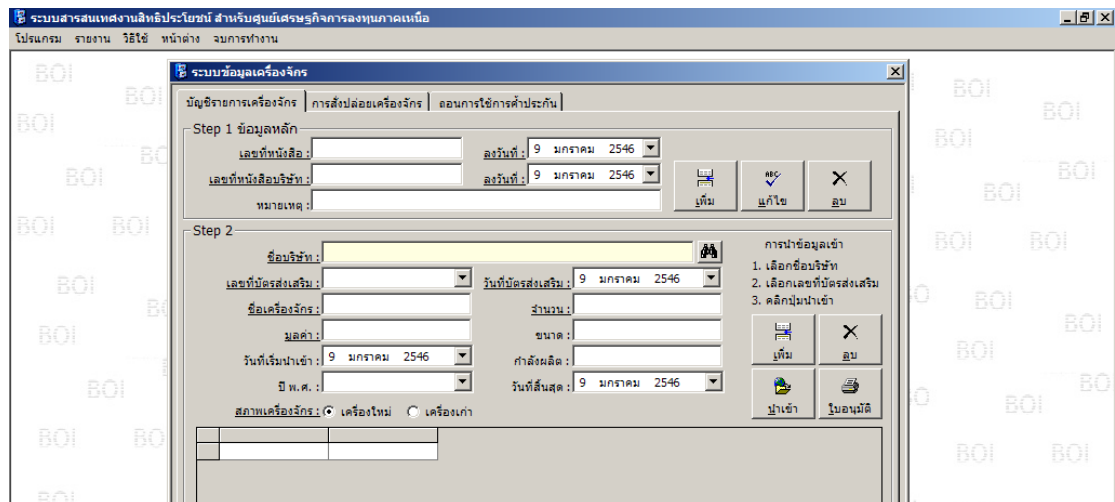 ระบบสารสนเทศงานสิทธิประโยชน์ สำหรับศูนย์เศรษฐกิจการลงทุนภาคเหนือ
โปรแกรม รายงาน วิธีใช้ หน้าต่าง จบการทำงาน
ระบบข้อมูลเครื่องจักร
บัญชีรายการเครื่องจักร การสั่งปล่อยเครื่องจักร ถอนการใช้การค้ำประกัน
Step 1 ข้อมูลหลัก
เลขที่หนังสือ : ลงวันที่ : 9 มกราคม 2546
เลขที่หนังสือบริษัท : ลงวันที่ : 9 มกราคม 2546
หมายเหตุ :
เพิ่ม แก้ไข ลบ
Step 2
ชื่อบริษัท :
เลขที่บัตรส่งเสริม : วันที่บัตรส่งเสริม : 9 มกราคม 2546
ชื่อเครื่องจักร : จำนวน :
มูลค่า : ขนาด :
วันที่เริ่มนำเข้า : 9 มกราคม 2546 กำลังผลิต :
ปี พ.ศ. : วันที่สิ้นสุด : 9 มกราคม 2546
สภาพเครื่องจักร : เครื่องใหม่ เครื่องเก่า
การนำข้อมูลเข้า
1. เลือกชื่อบริษัท
2. เลือกเลขที่บัตรส่งเสริม
3. คลิกปุ่มนำเข้า
เพิ่ม ลบ
นำเข้า ใบอนุมัติ
BOI